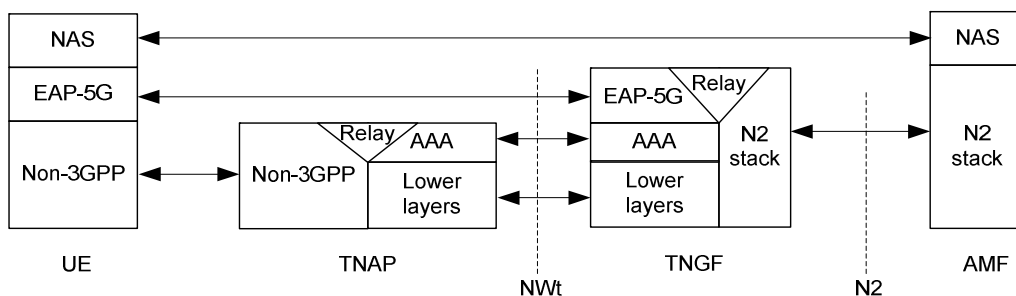 NAS
NAS
EAP-5G
EAP-5G
Relay
Relay
AAA
AAA
N2
stack
N2
stack
Non-3GPP
Non-3GPP
Lower
layers
Lower
layers
UE
TNAP
TNGF
AMF
NWt
N2